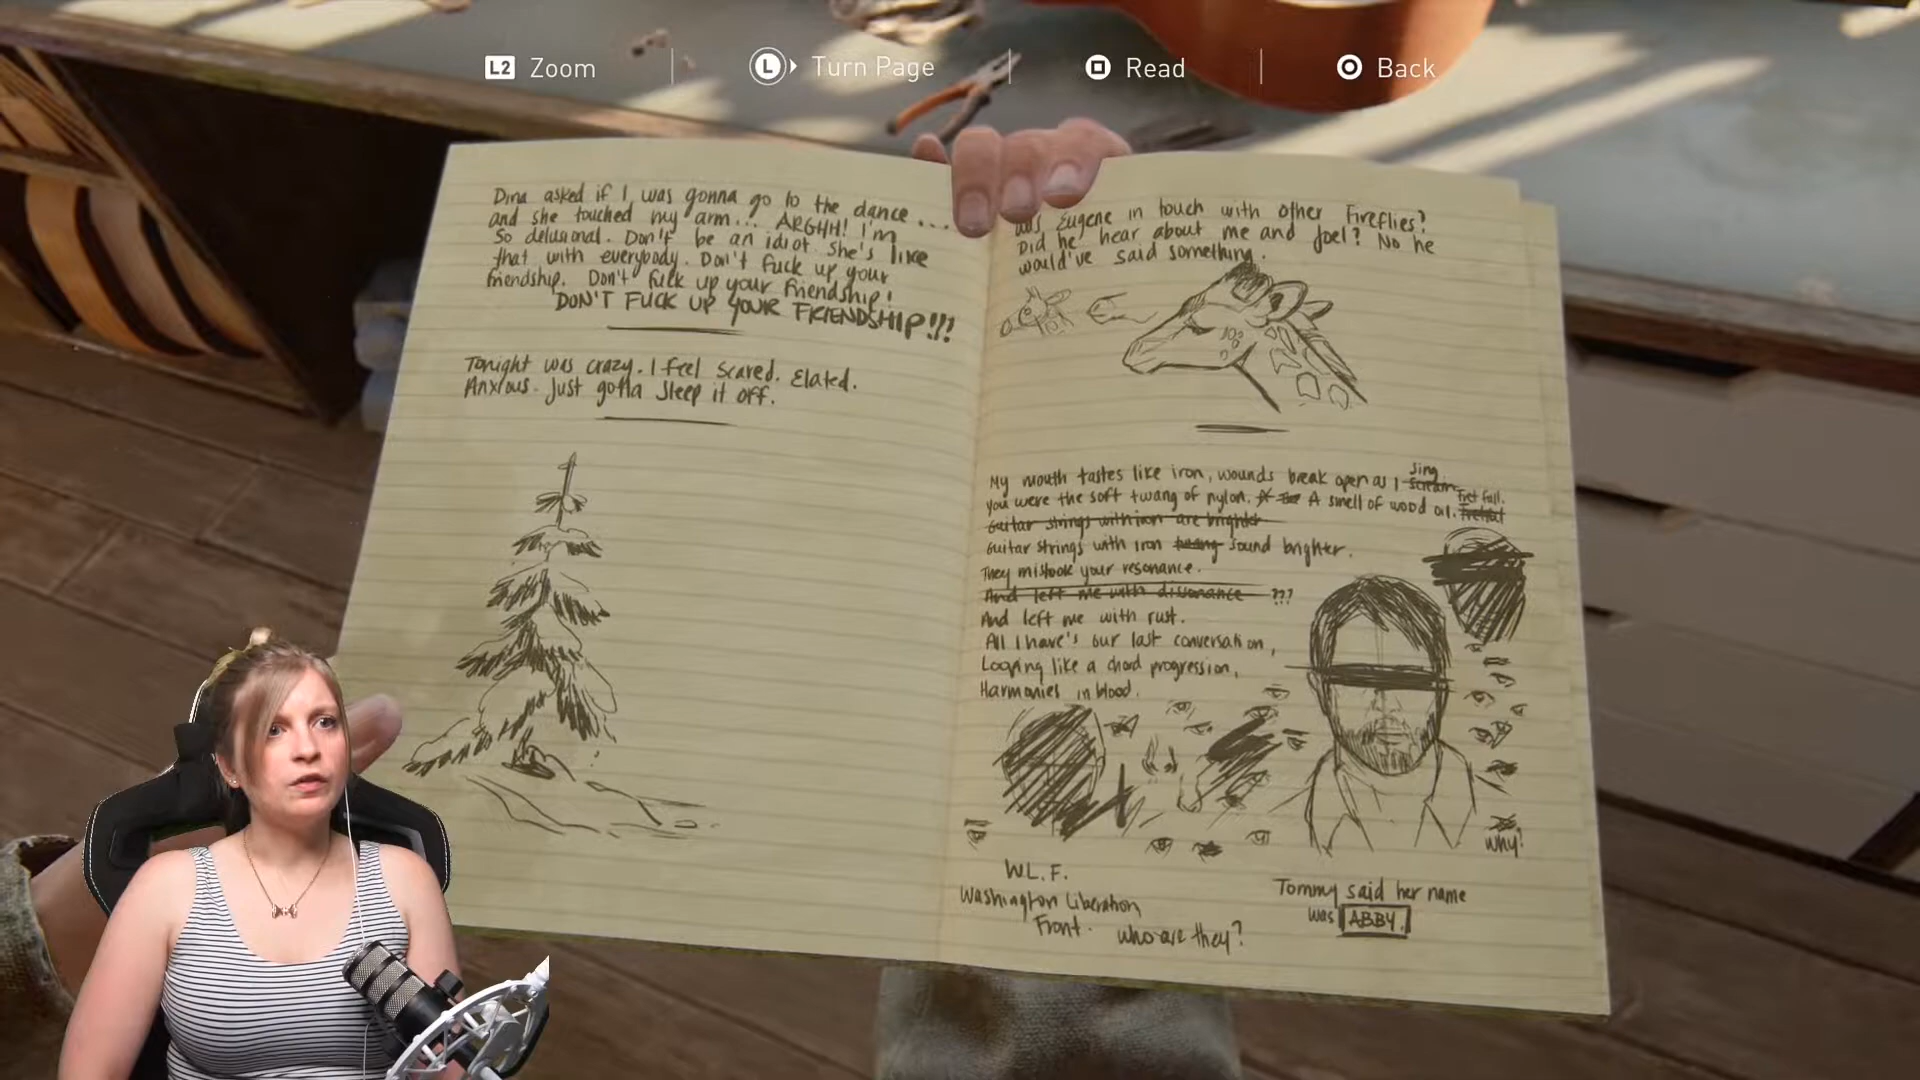 L2 Zoom
L Turn Page
Read
Back
Dina asked if I was gonna go to the dance...
and she touched my arm... ARGHH! I'm
so delusional. Don't be an idiot. She's like
that with everybody. Don't fuck up your
friendship. Don't fuck up your friendship!
DON'T FUCK UP YOUR FRIENDSHIP!!!
Tonight was crazy. I feel scared. Elated.
Anxious. Just gotta sleep it off.
Was Eugene in touch with other Fireflies?
Did he hear about me and Joel? No he
would've said something.
My mouth tastes like iron, wounds break open as I scream sing
You were the soft twang of nylon. A smell of wood oil. Fretful Fret full.
Guitar strings with iron are brighter
Guitar strings with iron sound brighter.
They mistook your resonance.
And left me with dissonance ???
And left me with rust.
All I have's our last conversation,
Looping like a chord progression,
Harmonies in blood.
why?
W.L.F.
Washington Liberation
Front. who are they?
Tommy said her name
was ABBY.